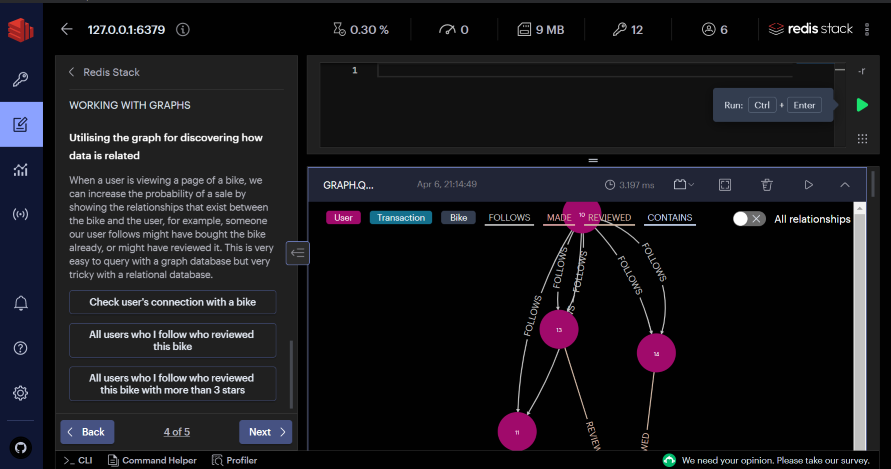 127.0.0.1:6379
0.30 %
0
9 MB
12
6
redis stack
Redis Stack
WORKING WITH GRAPHS
Utilising the graph for discovering how
data is related
When a user is viewing a page of a bike, we
can increase the probability of a sale by
showing the relationships that exist between
the bike and the user, for example, someone
our user follows might have bought the bike
already, or might have reviewed it. This is very
easy to query with a graph database but very
tricky with a relational database.
Check user's connection with a bike
All users who I follow who reviewed
this bike
All users who I follow who reviewed
this bike with more than 3 stars
Back
4 of 5
Next
1
-r
Run: Ctrl + Enter
GRAPH.Q...
Apr 6, 21:14:49
3.197 ms
User
Transaction
Bike
FOLLOWS
MADE
REVIEWED
CONTAINS
All relationships
10
FOLLOWS
FOLLOWS
FOLLOWS
FOLLOWS
FOLLOWS
13
14
11
REVIEW
WED
>_ CLI
Command Helper
Profiler
We need your opinion. Please take our survey.